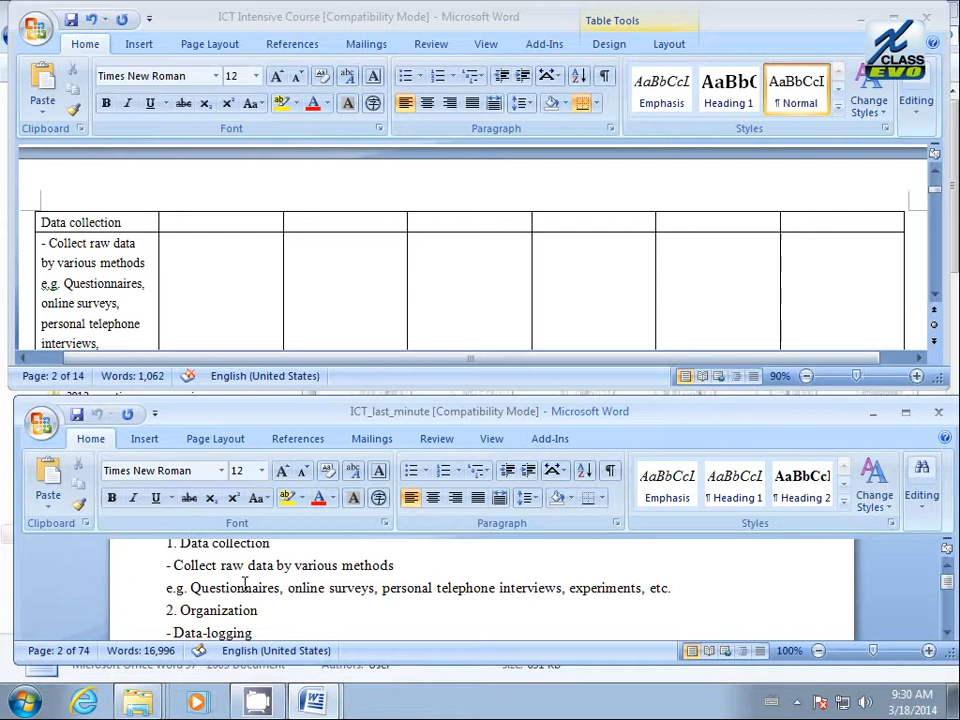 ICT Intensive Course [Compatibility Mode] - Microsoft Word
Table Tools
Home Insert Page Layout References Mailings Review View Add-Ins Design Layout
Times New Roman 12
Paste
AaBbCcI AaBbC AaBbCcI
Emphasis Heading 1 ¶ Normal
Change Styles
Editing
Clipboard Font Paragraph Styles
X CLASS EVO
Data collection
- Collect raw data
by various methods
e.g. Questionnaires,
online surveys,
personal telephone
interviews,
Page: 2 of 14 Words: 1,062 English (United States) 90%
ICT_last_minute [Compatibility Mode] - Microsoft Word
Home Insert Page Layout References Mailings Review View Add-Ins
Times New Roman 12
Paste
AaBbCcI AaBbCcI AaBbCcI
Emphasis ¶ Heading 1 ¶ Heading 2
Change Styles
Editing
Clipboard Font Paragraph Styles
1. Data collection
- Collect raw data by various methods
e.g. Questionnaires, online surveys, personal telephone interviews, experiments, etc.
2. Organization
- Data-logging
Page: 2 of 74 Words: 16,996 English (United States) 100%
9:30 AM
3/18/2014